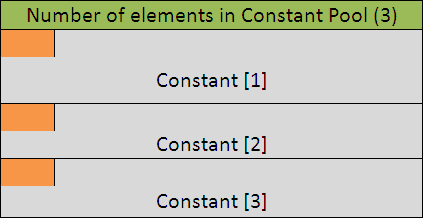 Number of elements in Constant Pool (3)
Constant [1]
Constant [2]
Constant [3]